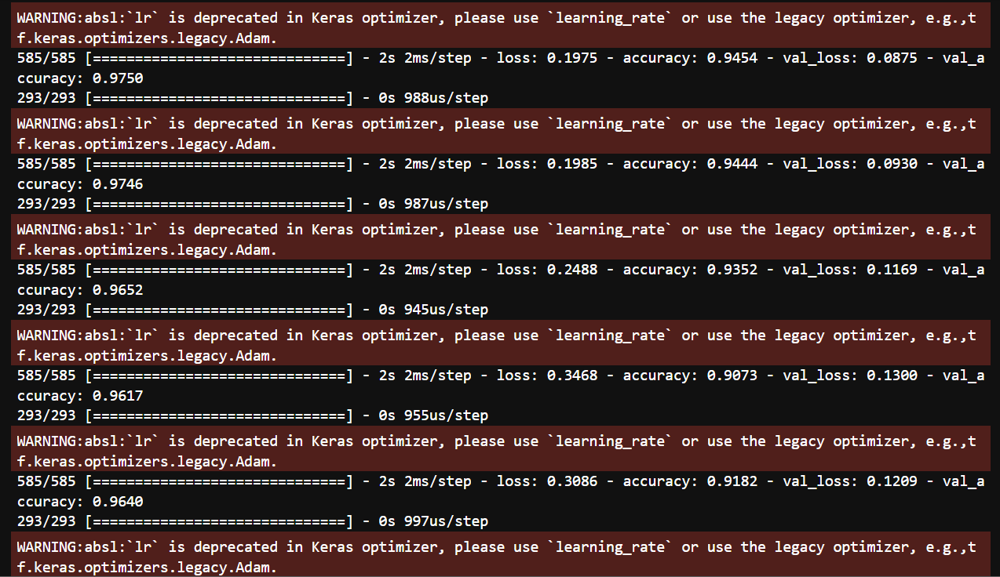 WARNING:absl:`lr` is deprecated in Keras optimizer, please use `learning_rate` or use the legacy optimizer, e.g.,t
f.keras.optimizers.legacy.Adam.
585/585 [==============================] - 2s 2ms/step - loss: 0.1975 - accuracy: 0.9454 - val_loss: 0.0875 - val_a
ccuracy: 0.9750
293/293 [==============================] - 0s 988us/step
WARNING:absl:`lr` is deprecated in Keras optimizer, please use `learning_rate` or use the legacy optimizer, e.g.,t
f.keras.optimizers.legacy.Adam.
585/585 [==============================] - 2s 2ms/step - loss: 0.1985 - accuracy: 0.9444 - val_loss: 0.0930 - val_a
ccuracy: 0.9746
293/293 [==============================] - 0s 987us/step
WARNING:absl:`lr` is deprecated in Keras optimizer, please use `learning_rate` or use the legacy optimizer, e.g.,t
f.keras.optimizers.legacy.Adam.
585/585 [==============================] - 2s 2ms/step - loss: 0.2488 - accuracy: 0.9352 - val_loss: 0.1169 - val_a
ccuracy: 0.9652
293/293 [==============================] - 0s 945us/step
WARNING:absl:`lr` is deprecated in Keras optimizer, please use `learning_rate` or use the legacy optimizer, e.g.,t
f.keras.optimizers.legacy.Adam.
585/585 [==============================] - 2s 2ms/step - loss: 0.3468 - accuracy: 0.9073 - val_loss: 0.1300 - val_a
ccuracy: 0.9617
293/293 [==============================] - 0s 955us/step
WARNING:absl:`lr` is deprecated in Keras optimizer, please use `learning_rate` or use the legacy optimizer, e.g.,t
f.keras.optimizers.legacy.Adam.
585/585 [==============================] - 2s 2ms/step - loss: 0.3086 - accuracy: 0.9182 - val_loss: 0.1209 - val_a
ccuracy: 0.9640
293/293 [==============================] - 0s 997us/step
WARNING:absl:`lr` is deprecated in Keras optimizer, please use `learning_rate` or use the legacy optimizer, e.g.,t
f.keras.optimizers.legacy.Adam.